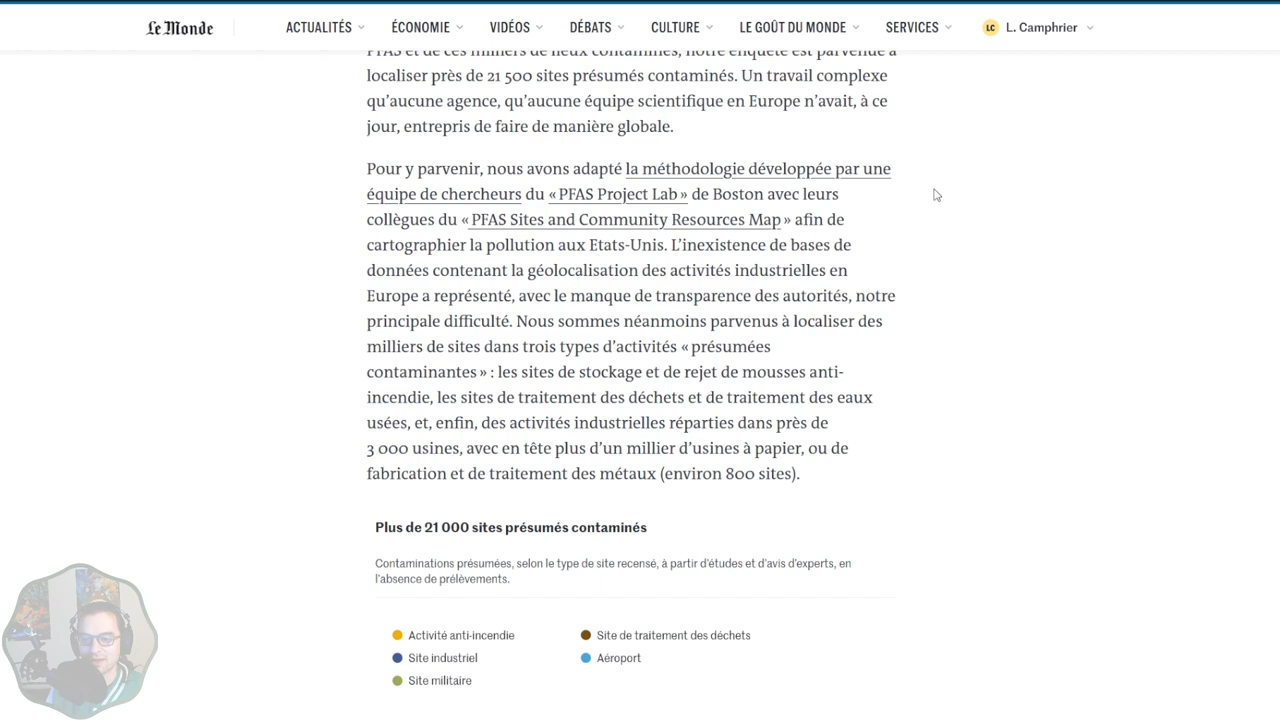 Le Monde
ACTUALITÉS
ÉCONOMIE
VIDÉOS
DÉBATS
CULTURE
LE GOÛT DU MONDE
SERVICES
LC
L. Camphrier
PFAS et de ces milliers de lieux contaminés, notre enquête est parvenue à
localiser près de 21 500 sites présumés contaminés. Un travail complexe
qu’aucune agence, qu’aucune équipe scientifique en Europe n’avait, à ce
jour, entrepris de faire de manière globale.
Pour y parvenir, nous avons adapté la méthodologie développée par une
équipe de chercheurs du « PFAS Project Lab » de Boston avec leurs
collègues du « PFAS Sites and Community Resources Map » afin de
cartographier la pollution aux Etats-Unis. L’inexistence de bases de
données contenant la géolocalisation des activités industrielles en
Europe a représenté, avec le manque de transparence des autorités, notre
principale difficulté. Nous sommes néanmoins parvenus à localiser des
milliers de sites dans trois types d’activités « présumées
contaminantes » : les sites de stockage et de rejet de mousses anti-
incendie, les sites de traitement des déchets et de traitement des eaux
usées, et, enfin, des activités industrielles réparties dans près de
3 000 usines, avec en tête plus d’un millier d’usines à papier, ou de
fabrication et de traitement des métaux (environ 800 sites).
Plus de 21 000 sites présumés contaminés
Contaminations présumées, selon le type de site recensé, à partir d’études et d’avis d’experts, en
l’absence de prélèvements.
Activité anti-incendie
Site de traitement des déchets
Site industriel
Aéroport
Site militaire